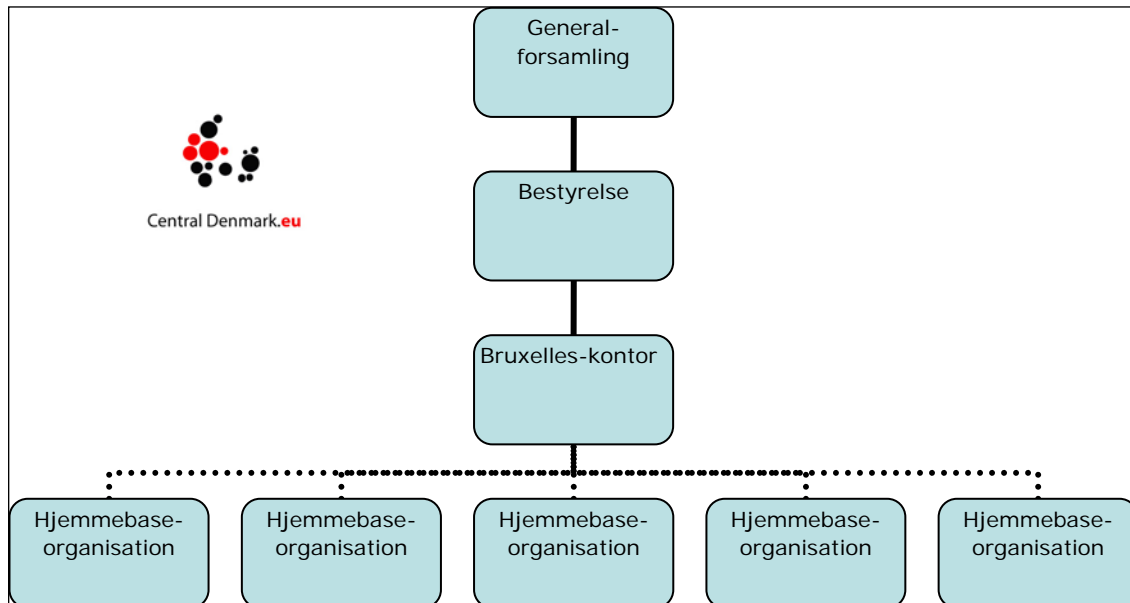 General-
forsamling
Central Denmark.eu
Bestyrelse
Bruxelles-kontor
Hjemmebase-
organisation
Hjemmebase-
organisation
Hjemmebase-
organisation
Hjemmebase-
organisation
Hjemmebase-
organisation